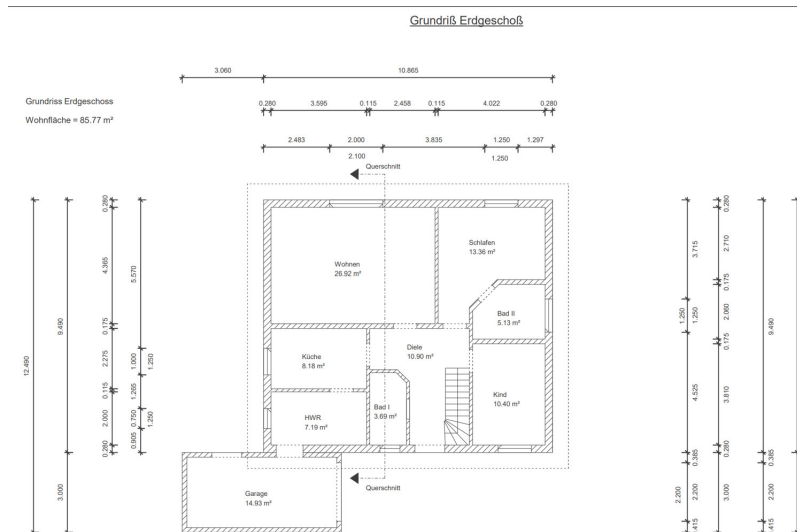 Grundriß Erdgeschoß
3.060
10.865
Grundriss Erdgeschoss
0.280
3.595
0.115
2.458
0.115
4.022
0.280
Wohnfläche = 85.77 m²
2.483
2.000
3.835
1.250
1.297
2.100
1.250
Querschnitt
Wohnen
26.92 m²
Schlafen
13.36 m²
Bad II
5.13 m²
Küche
8.18 m²
Diele
10.90 m²
HWR
7.19 m²
Bad I
3.69 m²
Kind
10.40 m²
Garage
14.93 m²
Querschnitt
12.490
9.490
3.000
0.280
4.365
0.175
2.275
0.115
2.000
0.280
5.570
1.000
1.250
1.265
0.750
1.250
0.905
3.715
1.250
1.250
4.525
0.385
2.200
2.200
.415
0.280
2.710
0.175
2.060
0.175
3.810
0.280
3.000
9.490
0.385
2.200
.415